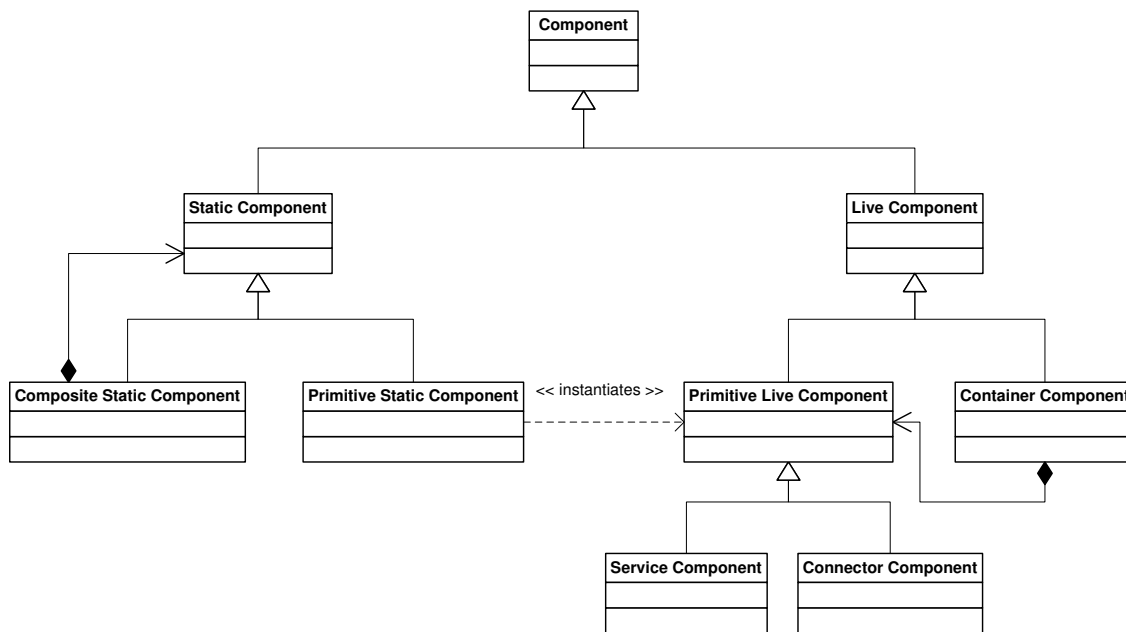 Component
Static Component
Live Component
Composite Static Component
Primitive Static Component
<< instantiates >>
Primitive Live Component
Container Component
Service Component
Connector Component